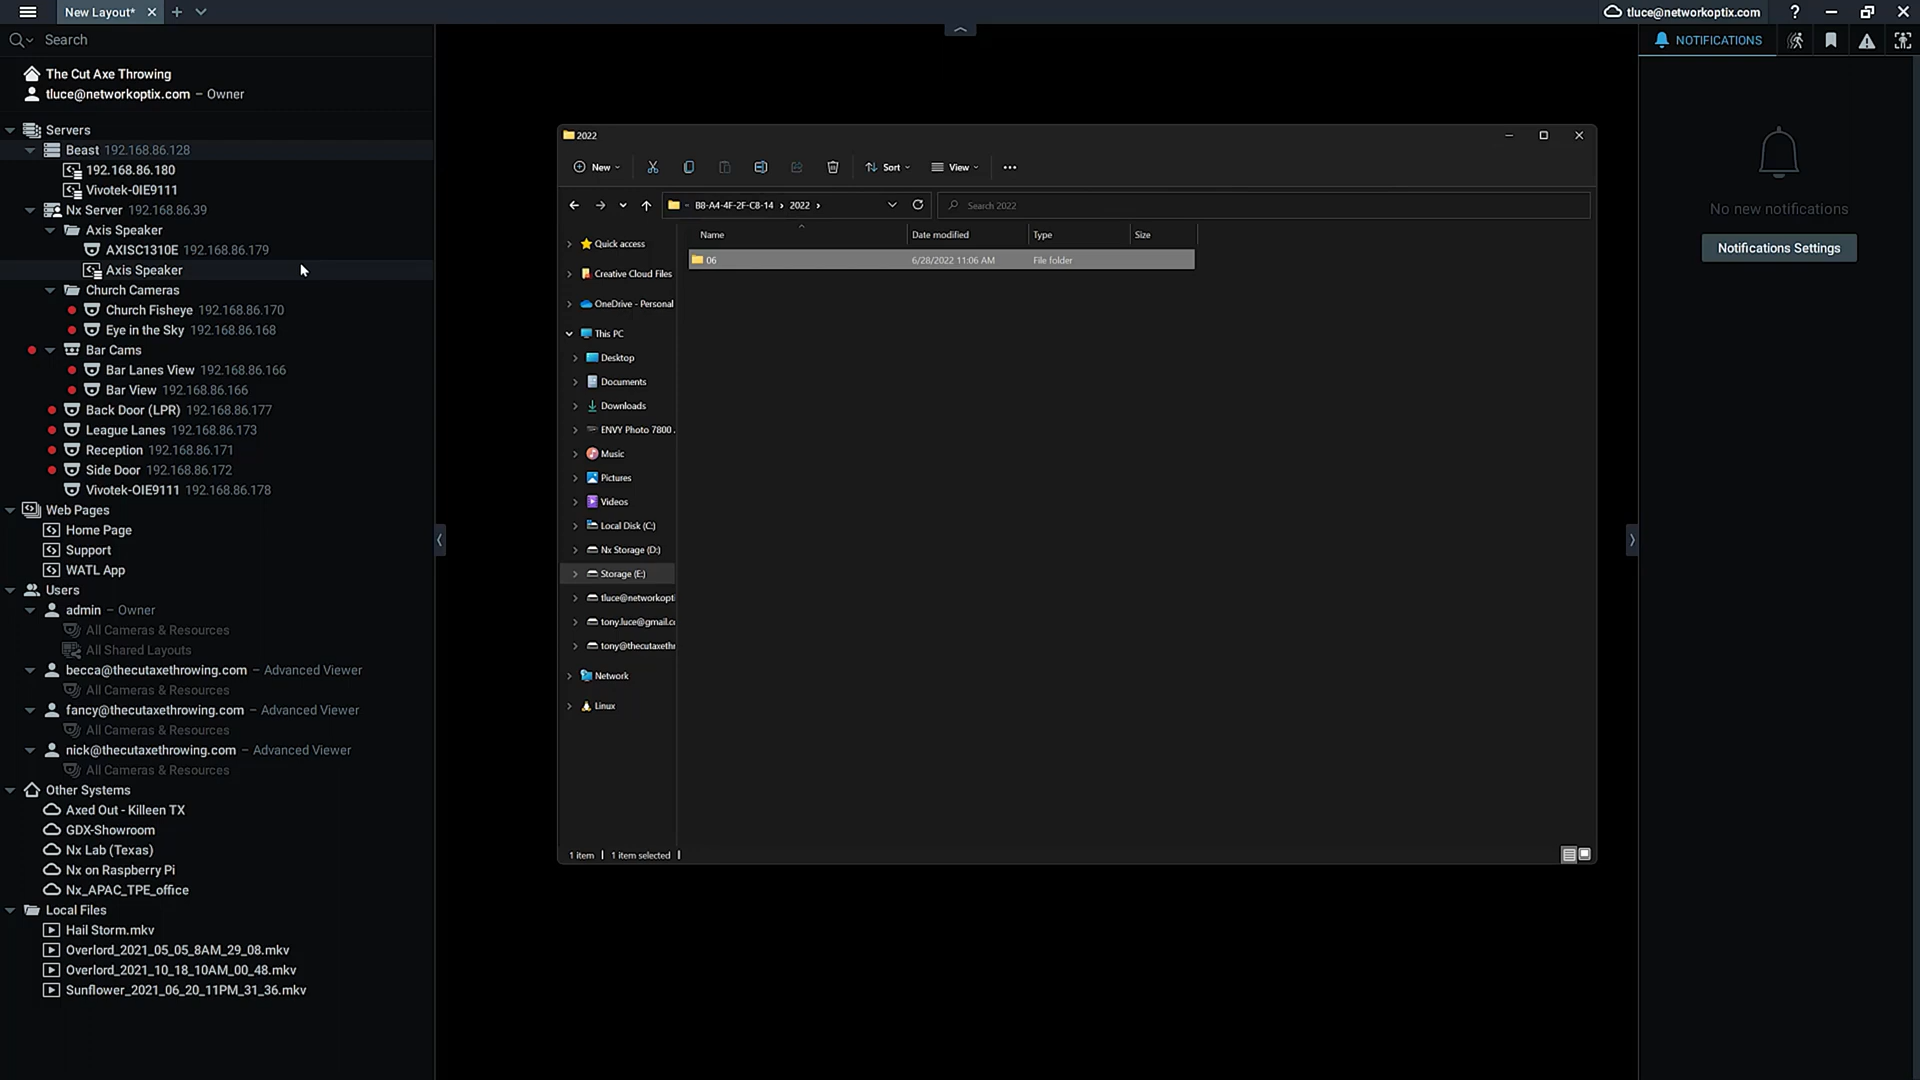 New Layout*
tluce@networkoptix.com
?
Search
NOTIFICATIONS
The Cut Axe Throwing
tluce@networkoptix.com – Owner
Servers
Beast 192.168.86.128
192.168.86.180
Vivotek-0IE9111
Nx Server 192.168.86.39
Axis Speaker
AXISC1310E 192.168.86.179
Axis Speaker
Church Cameras
Church Fisheye 192.168.86.170
Eye in the Sky 192.168.86.168
Bar Cams
Bar Lanes View 192.168.86.166
Bar View 192.168.86.166
Back Door (LPR) 192.168.86.177
League Lanes 192.168.86.173
Reception 192.168.86.171
Side Door 192.168.86.172
Vivotek-OIE9111 192.168.86.178
Web Pages
Home Page
Support
WATL App
Users
admin – Owner
All Cameras & Resources
All Shared Layouts
becca@thecutaxethrowing.com – Advanced Viewer
All Cameras & Resources
fancy@thecutaxethrowing.com – Advanced Viewer
All Cameras & Resources
nick@thecutaxethrowing.com – Advanced Viewer
All Cameras & Resources
Other Systems
Axed Out - Killeen TX
GDX-Showroom
Nx Lab (Texas)
Nx on Raspberry Pi
Nx_APAC_TPE_office
Local Files
Hail Storm.mkv
Overlord_2021_05_05_8AM_29_08.mkv
Overlord_2021_10_18_10AM_00_48.mkv
Sunflower_2021_06_20_11PM_31_36.mkv
2022
New
Sort
View
B8-A4-4F-2F-C8-14 › 2022 ›
Search 2022
Name Date modified Type Size
06 6/28/2022 11:06 AM File folder
Quick access
Creative Cloud Files
OneDrive - Personal
This PC
Desktop
Documents
Downloads
ENVY Photo 7800 .
Music
Pictures
Videos
Local Disk (C:)
Nx Storage (D:)
Storage (E:)
tluce@networkopti
tony.luce@gmail.c
tony@thecutaxeth
Network
Linux
1 item 1 item selected
No new notifications
Notifications Settings